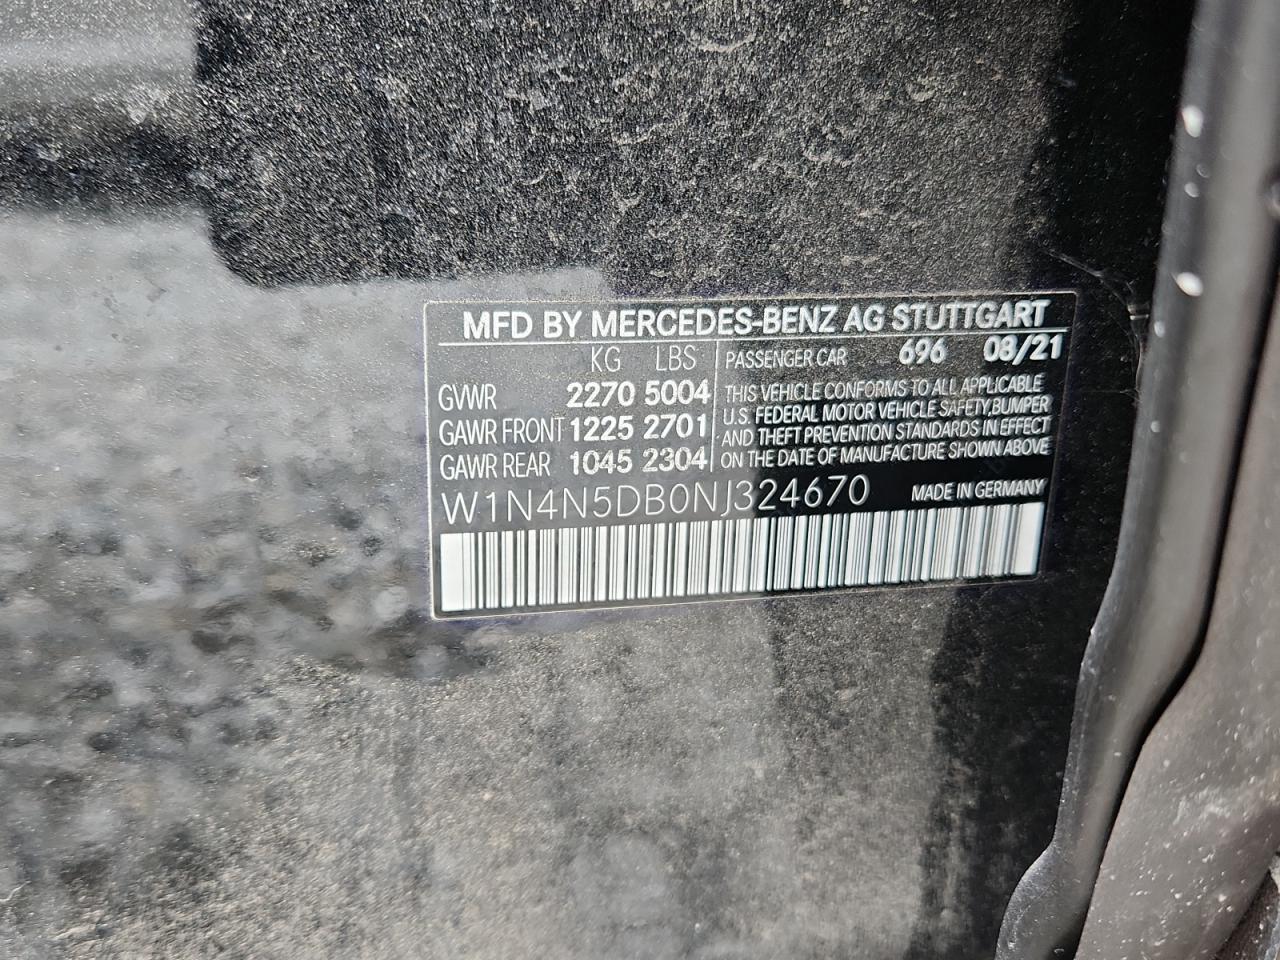 MFD BY MERCEDES-BENZ AG STUTTGART
KG LBS PASSENGER CAR 696 08/21
GVWR 2270 5004 THIS VEHICLE CONFORMS TO ALL APPLICABLE
U.S. FEDERAL MOTOR VEHICLE SAFETY, BUMPER
GAWR FRONT 1225 2701 AND THEFT PREVENTION STANDARDS IN EFFECT
GAWR REAR 1045 2304 ON THE DATE OF MANUFACTURE SHOWN ABOVE
W1N4N5DB0NJ324670 MADE IN GERMANY